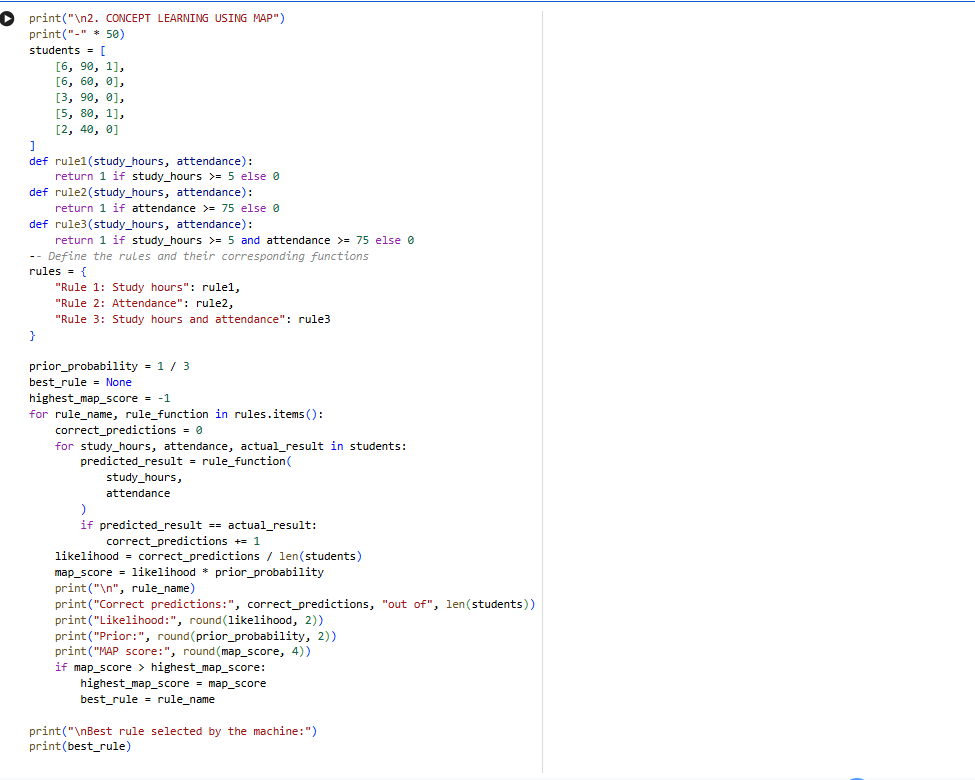 print("\n2. CONCEPT LEARNING USING MAP")
print("-" * 50)
students = [
    [6, 90, 1],
    [6, 60, 0],
    [3, 90, 0],
    [5, 80, 1],
    [2, 40, 0]
]
def rule1(study_hours, attendance):
    return 1 if study_hours >= 5 else 0
def rule2(study_hours, attendance):
    return 1 if attendance >= 75 else 0
def rule3(study_hours, attendance):
    return 1 if study_hours >= 5 and attendance >= 75 else 0
-- Define the rules and their corresponding functions
rules = {
    "Rule 1: Study hours": rule1,
    "Rule 2: Attendance": rule2,
    "Rule 3: Study hours and attendance": rule3
}

prior_probability = 1 / 3
best_rule = None
highest_map_score = -1
for rule_name, rule_function in rules.items():
    correct_predictions = 0
    for study_hours, attendance, actual_result in students:
        predicted_result = rule_function(
            study_hours,
            attendance
        )
        if predicted_result == actual_result:
            correct_predictions += 1
    likelihood = correct_predictions / len(students)
    map_score = likelihood * prior_probability
    print("\n", rule_name)
    print("Correct predictions:", correct_predictions, "out of", len(students))
    print("Likelihood:", round(likelihood, 2))
    print("Prior:", round(prior_probability, 2))
    print("MAP score:", round(map_score, 4))
    if map_score > highest_map_score:
        highest_map_score = map_score
        best_rule = rule_name

print("\nBest rule selected by the machine:")
print(best_rule)